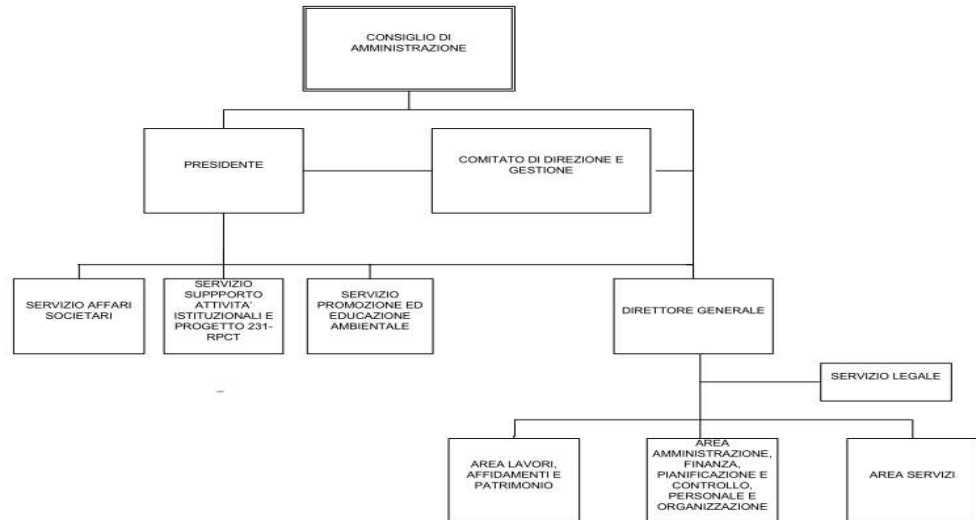 CONSIGLIO DI
AMMINISTRAZIONE
PRESIDENTE
COMITATO DI DIREZIONE E
GESTIONE
SERVIZIO AFFARI
SOCIETARI
SERVIZIO
SUPPPORTO
ATTIVITA'
ISTITUZIONALI E
PROGETTO 231-
RPCT
SERVIZIO
PROMOZIONE ED
EDUCAZIONE
AMBIENTALE
DIRETTORE GENERALE
SERVIZIO LEGALE
AREA LAVORI,
AFFIDAMENTI E
PATRIMONIO
AREA
AMMINISTRAZIONE,
FINANZA,
PIANIFICAZIONE E
CONTROLLO,
PERSONALE E
ORGANIZZAZIONE
AREA SERVIZI